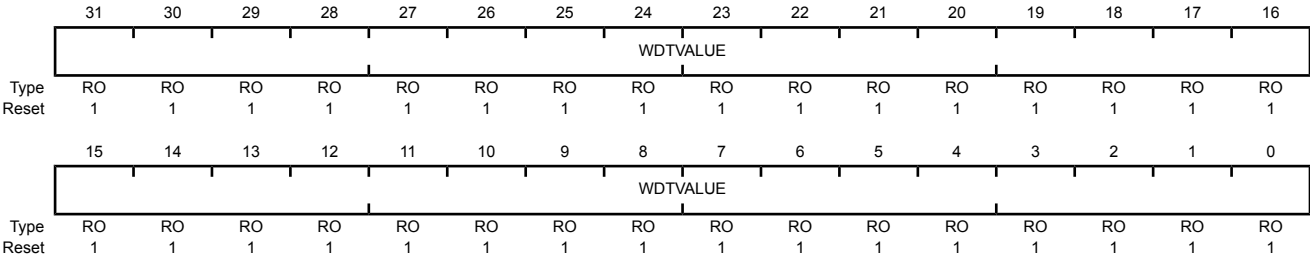 31 30 29 28 27 26 25 24 23 22 21 20 19 18 17 16
WDTVALUE
Type RO RO RO RO RO RO RO RO RO RO RO RO RO RO RO RO
Reset 1 1 1 1 1 1 1 1 1 1 1 1 1 1 1 1
15 14 13 12 11 10 9 8 7 6 5 4 3 2 1 0
WDTVALUE
Type RO RO RO RO RO RO RO RO RO RO RO RO RO RO RO RO
Reset 1 1 1 1 1 1 1 1 1 1 1 1 1 1 1 1